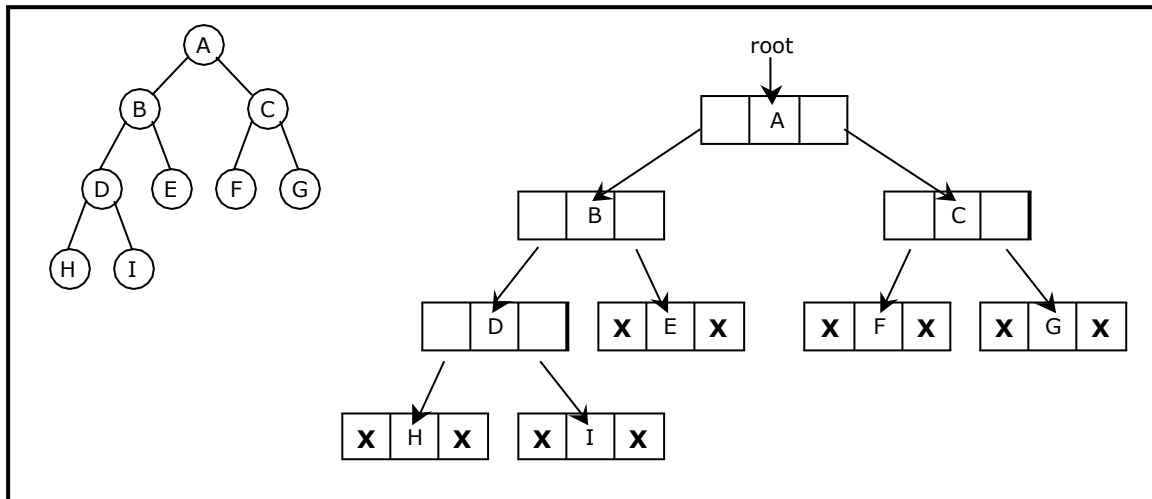 A
B C
D E F G
H I
root
A
B C
D X E X X F X X G X
X H X X I X